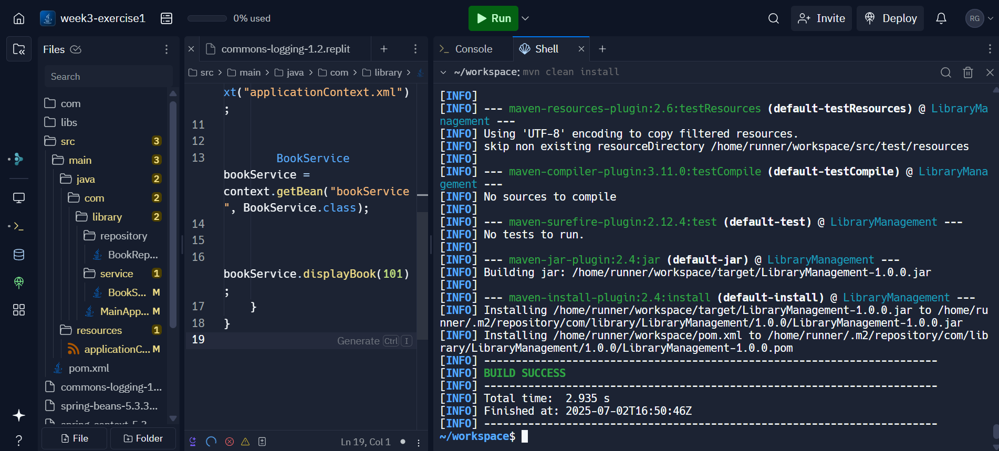 week3-exercise1
0% used
Run
Invite
Deploy
RG
Files
Search
com
libs
src 3
main 3
java 2
com 2
library 2
repository
BookRep...
service 1
BookS... M
MainApp... M
resources 1
applicationC... M
pom.xml
commons-logging-1...
spring-beans-5.3.3...
spring-context-5.3...
File
Folder
commons-logging-1.2.replit
src > main > java > com > library >
xt("applicationContext.xml")
;
11
12
13 BookService
bookService =
context.getBean("bookService
", BookService.class);
14
15
16
bookService.displayBook(101)
;
17 }
18 }
19 Generate Ctrl I
Ln 19, Col 1
Console
Shell
~/workspace: mvn clean install
[INFO]
[INFO] --- maven-resources-plugin:2.6:testResources (default-testResources) @ LibraryMa
nagement ---
[INFO] Using 'UTF-8' encoding to copy filtered resources.
[INFO] skip non existing resourceDirectory /home/runner/workspace/src/test/resources
[INFO]
[INFO] --- maven-compiler-plugin:3.11.0:testCompile (default-testCompile) @ LibraryMana
gement ---
[INFO] No sources to compile
[INFO]
[INFO] --- maven-surefire-plugin:2.12.4:test (default-test) @ LibraryManagement ---
[INFO] No tests to run.
[INFO]
[INFO] --- maven-jar-plugin:2.4:jar (default-jar) @ LibraryManagement ---
[INFO] Building jar: /home/runner/workspace/target/LibraryManagement-1.0.0.jar
[INFO]
[INFO] --- maven-install-plugin:2.4:install (default-install) @ LibraryManagement ---
[INFO] Installing /home/runner/workspace/target/LibraryManagement-1.0.0.jar to /home/ru
nner/.m2/repository/com/library/LibraryManagement/1.0.0/LibraryManagement-1.0.0.jar
[INFO] Installing /home/runner/workspace/pom.xml to /home/runner/.m2/repository/com/lib
rary/LibraryManagement/1.0.0/LibraryManagement-1.0.0.pom
[INFO] ------------------------------------------------------------------------
[INFO] BUILD SUCCESS
[INFO] ------------------------------------------------------------------------
[INFO] Total time:  2.935 s
[INFO] Finished at: 2025-07-02T16:50:46Z
[INFO] ------------------------------------------------------------------------
~/workspace$